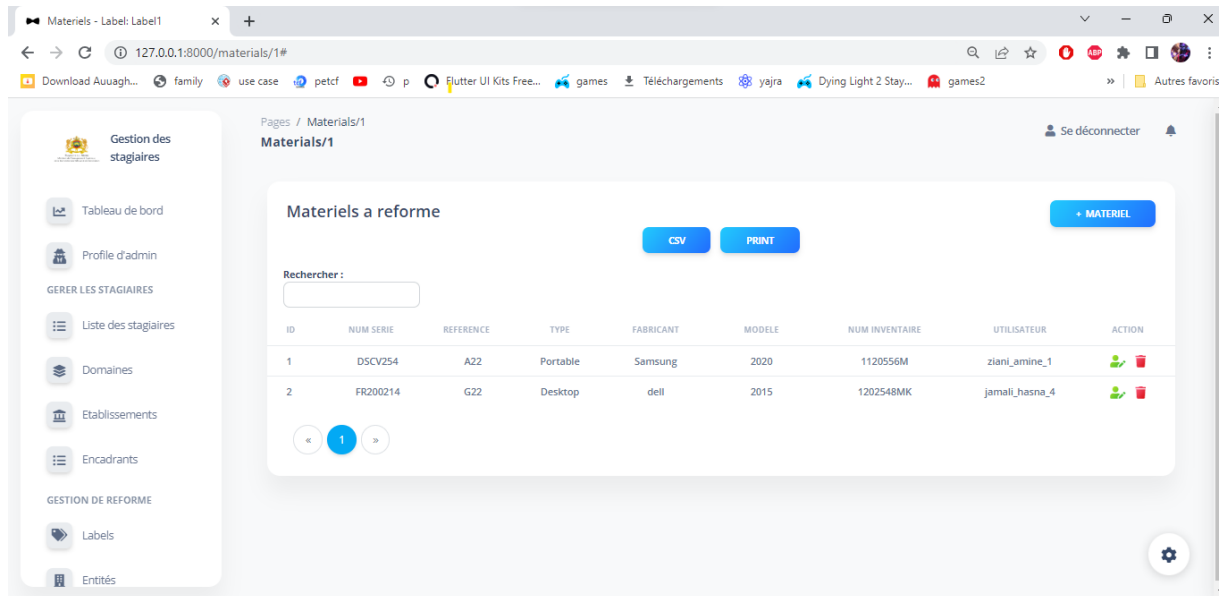 Materiels - Label: Label1
127.0.0.1:8000/materials/1#
Download Auuagh... family use case petcf p Flutter UI Kits Free... games Téléchargements yajra Dying Light 2 Stay... games2 » Autres favoris
Gestion des
stagiaires
Tableau de bord
Profile d'admin
GERER LES STAGIAIRES
Liste des stagiaires
Domaines
Etablissements
Encadrants
GESTION DE REFORME
Labels
Entités
Pages / Materials/1
Materials/1
Se déconnecter
Materiels a reforme
+ MATERIEL
CSV PRINT
Rechercher :
ID NUM SERIE REFERENCE TYPE FABRICANT MODELE NUM INVENTAIRE UTILISATEUR ACTION
1 DSCV254 A22 Portable Samsung 2020 1120556M ziani_amine_1
2 FR200214 G22 Desktop dell 2015 1202548MK jamali_hasna_4
« 1 »